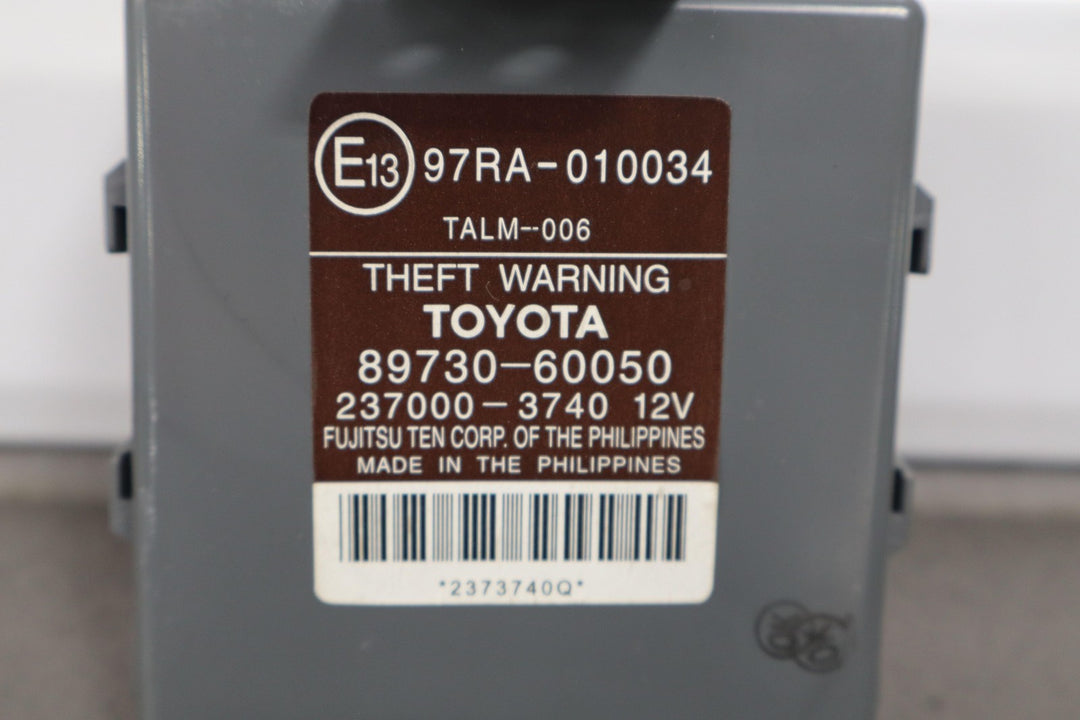 E13 97RA-010034
TALM--006
THEFT WARNING
TOYOTA
89730-60050
237000-3740 12V
FUJITSU TEN CORP. OF THE PHILIPPINES
MADE IN THE PHILIPPINES
*2373740Q*